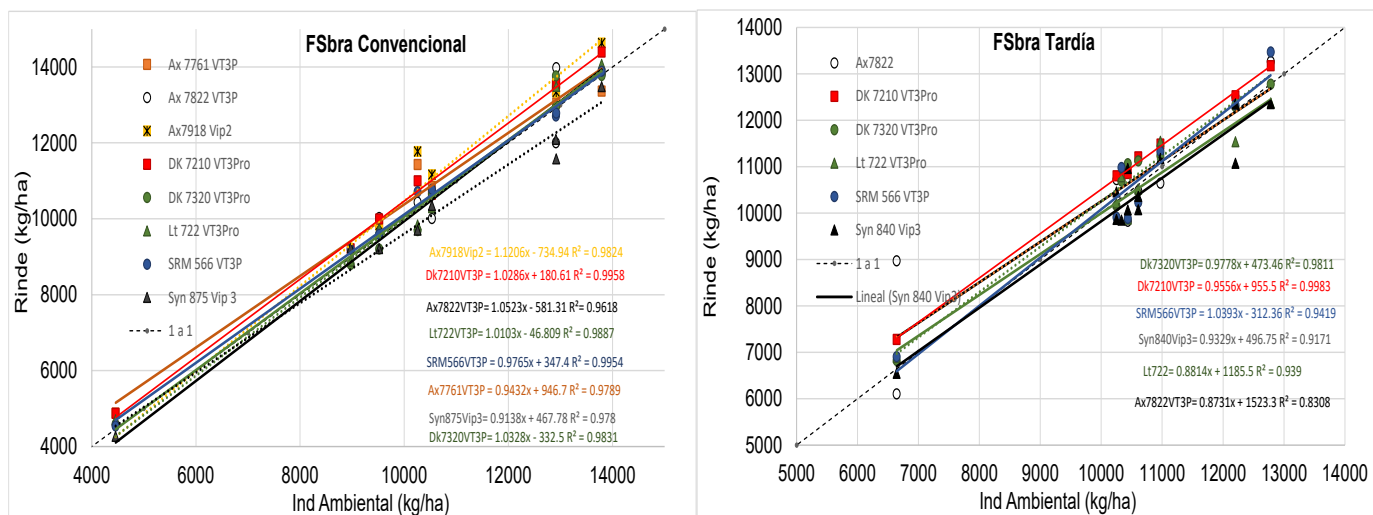 FSbra Convencional
Rinde (kg/ha)
14000
12000
10000
8000
6000
4000
4000
6000
8000
10000
12000
14000
Ind Ambiental (kg/ha)
Ax 7761 VT3P
Ax 7822 VT3P
Ax7918 Vip2
DK 7210 VT3Pro
DK 7320 VT3Pro
Lt 722 VT3Pro
SRM 566 VT3P
Syn 875 Vip 3
1 a 1
Ax7918Vip2 = 1.1206x - 734.94 R² = 0.9824
Dk7210VT3P= 1.0286x + 180.61 R² = 0.9958
Ax7822VT3P= 1.0523x - 581.31 R² = 0.9618
Lt722VT3P= 1.0103x - 46.809 R² = 0.9887
SRM566VT3P= 0.9765x + 347.4 R² = 0.9954
Ax7761VT3P= 0.9432x + 946.7 R² = 0.9789
Syn875Vip3= 0.9138x + 467.78 R² = 0.978
Dk7320VT3P= 1.0328x - 332.5 R² = 0.9831
FSbra Tardía
Rinde (kg/ha)
14000
13000
12000
11000
10000
9000
8000
7000
6000
5000
5000
6000
7000
8000
9000
10000
11000
12000
13000
14000
Ind Ambiental (kg/ha)
Ax7822
DK 7210 VT3Pro
DK 7320 VT3Pro
Lt 722 VT3Pro
SRM 566 VT3P
Syn 840 Vip3
1 a 1
Lineal (Syn 840 Vip3)
Dk7320VT3P= 0.9778x + 473.46 R² = 0.9811
Dk7210VT3P= 0.9556x + 955.5 R² = 0.9983
SRM566VT3P= 1.0393x - 312.36 R² = 0.9419
Syn840Vip3= 0.9329x + 496.75 R² = 0.9171
Lt722= 0.8814x + 1185.5 R² = 0.939
Ax7822VT3P= 0.8731x + 1523.3 R² = 0.8308